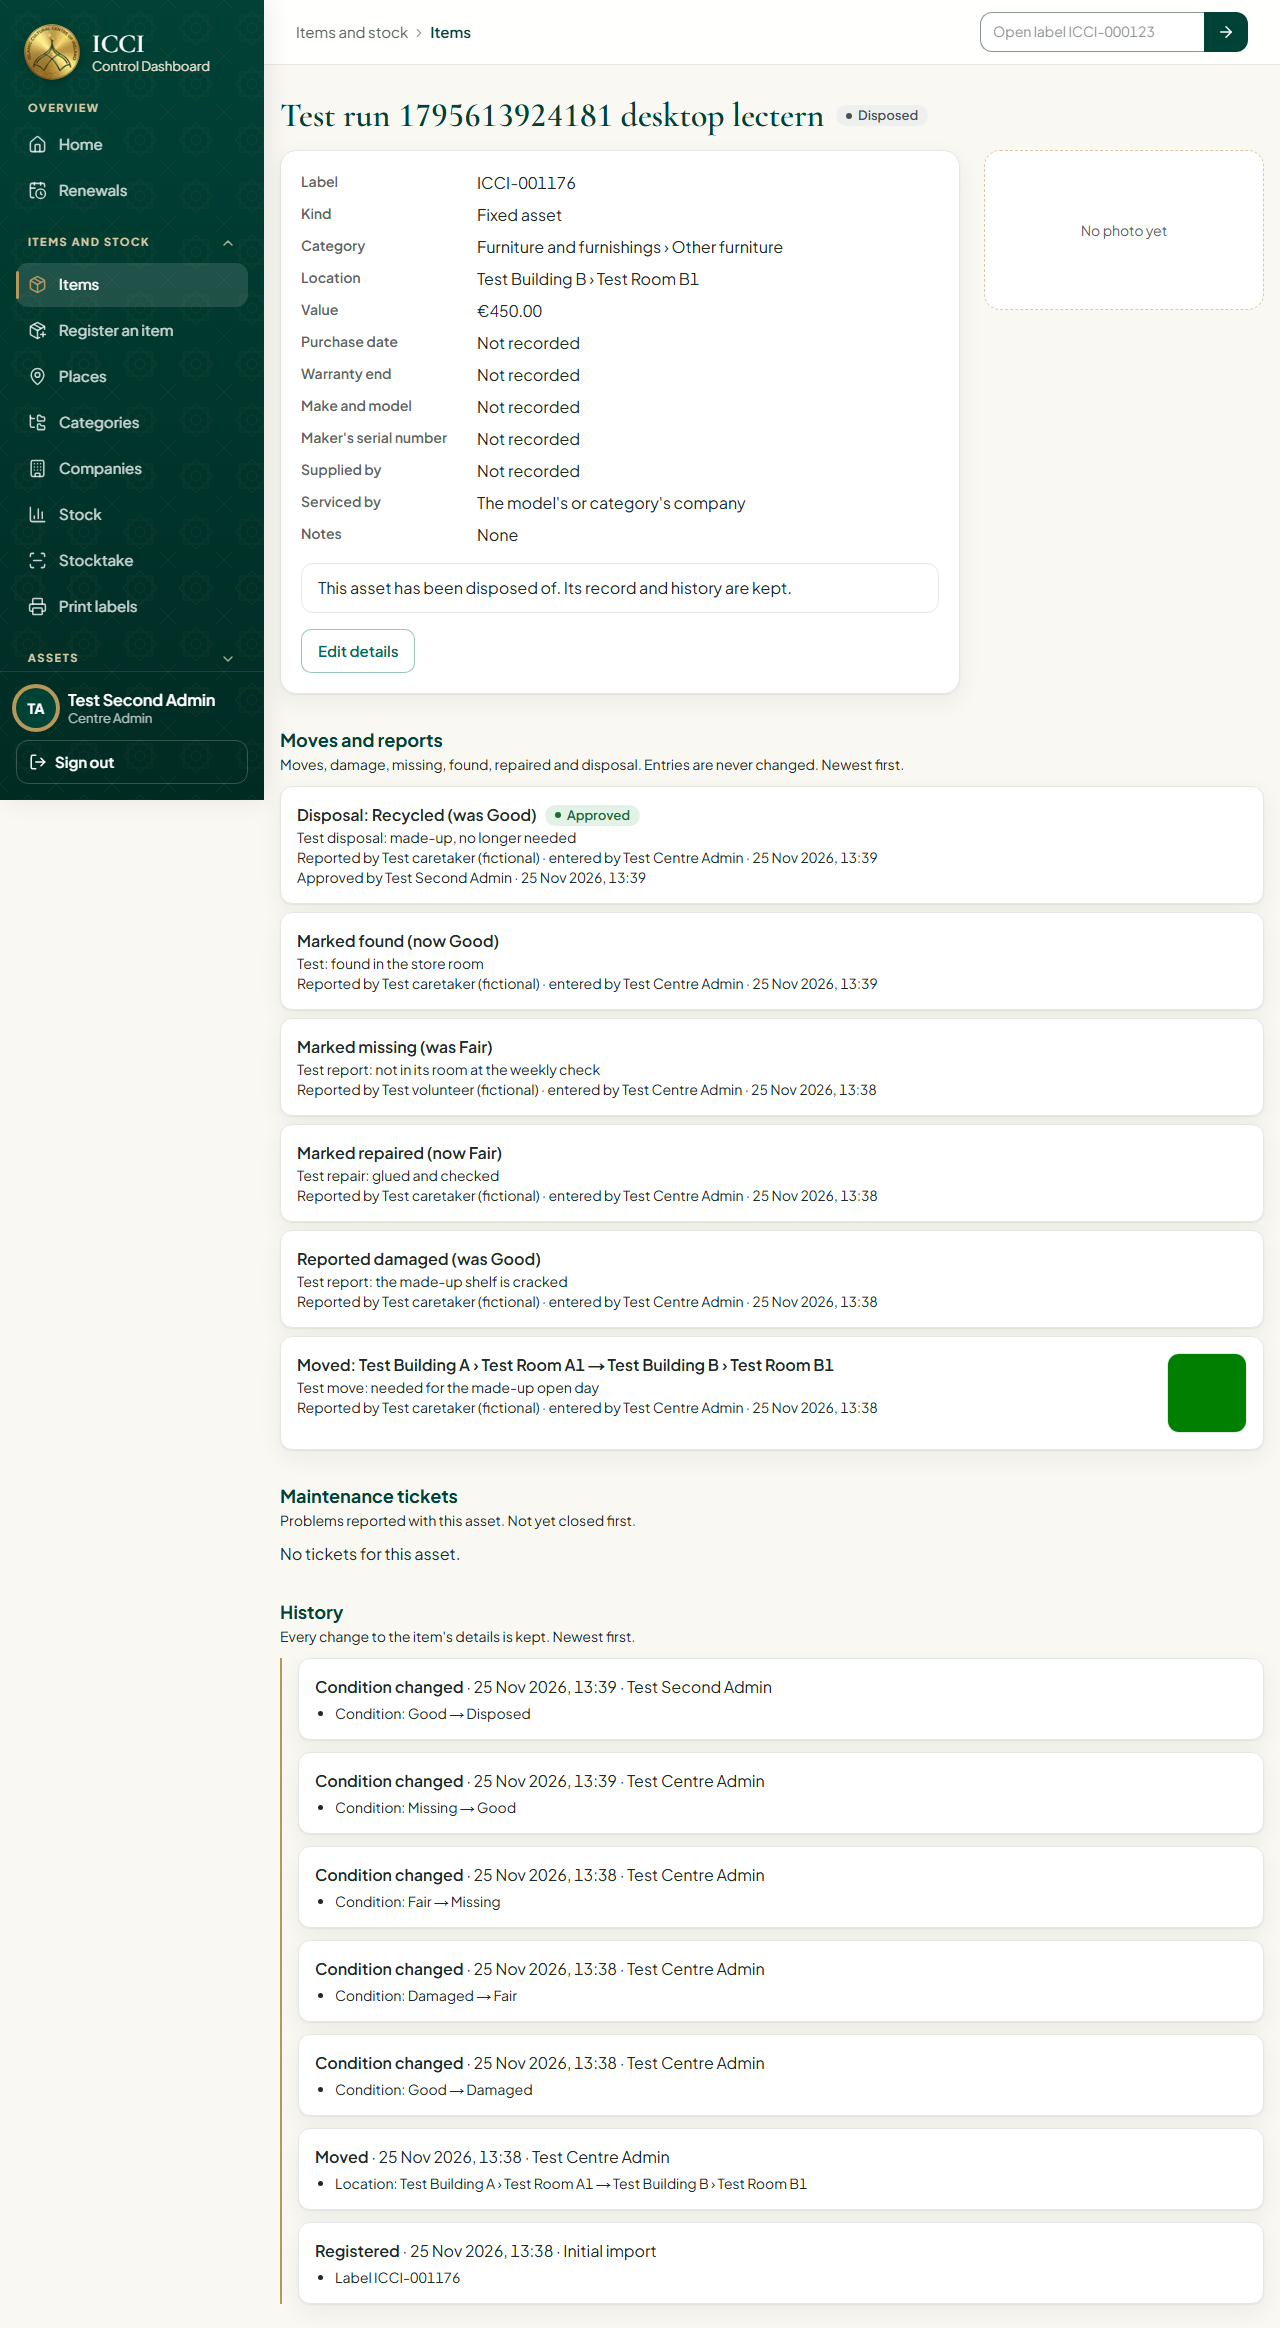 ICCI
Control Dashboard
OVERVIEW
Home
Renewals
ITEMS AND STOCK
Items
Register an item
Places
Categories
Companies
Stock
Stocktake
Print labels
ASSETS
TA
Test Second Admin
Centre Admin
Sign out
Items and stock › Items
Open label ICCI-000123
Test run 1795613924181 desktop lectern
Disposed
Label ICCI-001176
Kind Fixed asset
Category Furniture and furnishings › Other furniture
Location Test Building B › Test Room B1
Value €450.00
Purchase date Not recorded
Warranty end Not recorded
Make and model Not recorded
Maker's serial number Not recorded
Supplied by Not recorded
Serviced by The model's or category's company
Notes None
This asset has been disposed of. Its record and history are kept.
Edit details
No photo yet
Moves and reports
Moves, damage, missing, found, repaired and disposal. Entries are never changed. Newest first.
Disposal: Recycled (was Good) Approved
Test disposal: made-up, no longer needed
Reported by Test caretaker (fictional) · entered by Test Centre Admin · 25 Nov 2026, 13:39
Approved by Test Second Admin · 25 Nov 2026, 13:39
Marked found (now Good)
Test: found in the store room
Reported by Test caretaker (fictional) · entered by Test Centre Admin · 25 Nov 2026, 13:39
Marked missing (was Fair)
Test report: not in its room at the weekly check
Reported by Test volunteer (fictional) · entered by Test Centre Admin · 25 Nov 2026, 13:38
Marked repaired (now Fair)
Test repair: glued and checked
Reported by Test caretaker (fictional) · entered by Test Centre Admin · 25 Nov 2026, 13:38
Reported damaged (was Good)
Test report: the made-up shelf is cracked
Reported by Test caretaker (fictional) · entered by Test Centre Admin · 25 Nov 2026, 13:38
Moved: Test Building A › Test Room A1 → Test Building B › Test Room B1
Test move: needed for the made-up open day
Reported by Test caretaker (fictional) · entered by Test Centre Admin · 25 Nov 2026, 13:38
Maintenance tickets
Problems reported with this asset. Not yet closed first.
No tickets for this asset.
History
Every change to the item's details is kept. Newest first.
Condition changed · 25 Nov 2026, 13:39 · Test Second Admin
• Condition: Good → Disposed
Condition changed · 25 Nov 2026, 13:39 · Test Centre Admin
• Condition: Missing → Good
Condition changed · 25 Nov 2026, 13:38 · Test Centre Admin
• Condition: Fair → Missing
Condition changed · 25 Nov 2026, 13:38 · Test Centre Admin
• Condition: Damaged → Fair
Condition changed · 25 Nov 2026, 13:38 · Test Centre Admin
• Condition: Good → Damaged
Moved · 25 Nov 2026, 13:38 · Test Centre Admin
• Location: Test Building A › Test Room A1 → Test Building B › Test Room B1
Registered · 25 Nov 2026, 13:38 · Initial import
• Label ICCI-001176